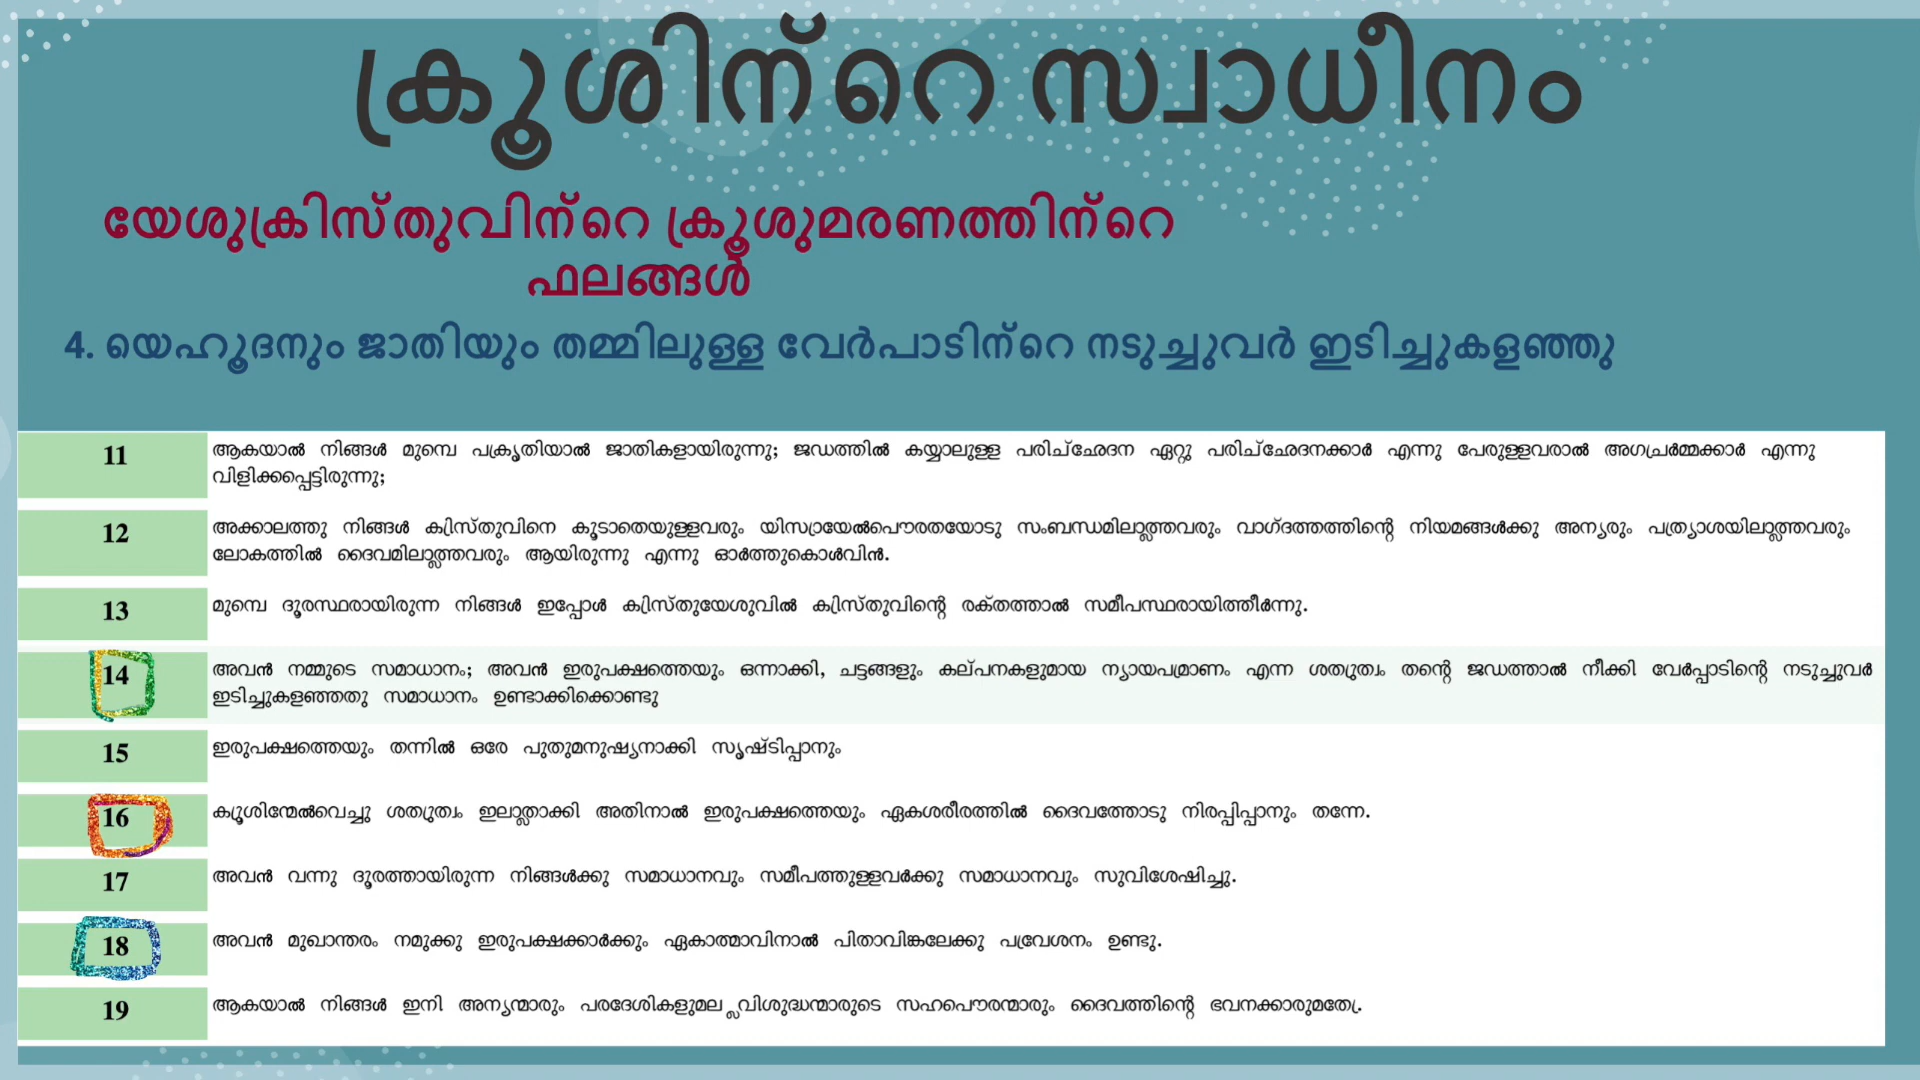 ക്രൂശിന്റെ സ്വാധീനം
യേശുക്രിസ്തുവിന്റെ ക്രൂശുമരണത്തിന്റെ
ഫലങ്ങൾ
4. യെഹൂദനും ജാതിയും തമ്മിലുള്ള വേർപാടിന്റെ നടുച്ചുവർ ഇടിച്ചുകളഞ്ഞു
11 ആകയാൽ നിങ്ങൾ മുമ്പെ പ്രകൃതിയാൽ ജാതികളായിരുന്നു; ജഡത്തിൽ കയ്യാലുള്ള പരിച്ഛേദന ഏറ്റു പരിച്ഛേദനക്കാർ എന്നു പേരുള്ളവരാൽ അഗ്രചർമ്മക്കാർ എന്നു
വിളിക്കപ്പെട്ടിരുന്നു;
12 അക്കാലത്തു നിങ്ങൾ ക്രിസ്തുവിനെ കൂടാതെയുള്ളവരും യിസ്രായേൽപൌരതയോടു സംബന്ധമില്ലാത്തവരും വാഗ്ദത്തത്തിന്റെ നിയമങ്ങൾക്കു അന്യരും പ്രത്യാശയില്ലാത്തവരും
ലോകത്തിൽ ദൈവമില്ലാത്തവരും ആയിരുന്നു എന്നു ഓർത്തുകൊൾവിൻ.
13 മുമ്പെ ദൂരസ്ഥരായിരുന്ന നിങ്ങൾ ഇപ്പോൾ ക്രിസ്തുയേശുവിൽ ക്രിസ്തുവിന്റെ രക്തത്താൽ സമീപസ്ഥരായിത്തീർന്നു.
14 അവൻ നമ്മുടെ സമാധാനം; അവൻ ഇരുപക്ഷത്തെയും ഒന്നാക്കി, ചട്ടങ്ങളും കല്പനകളുമായ ന്യായപ്രമാണം എന്ന ശത്രുത്വം തന്റെ ജഡത്താൽ നീക്കി വേർപ്പാടിന്റെ നടുച്ചുവർ
ഇടിച്ചുകളഞ്ഞതു സമാധാനം ഉണ്ടാക്കിക്കൊണ്ടു
15 ഇരുപക്ഷത്തെയും തന്നിൽ ഒരേ പുതുമനുഷ്യനാക്കി സൃഷ്ടിപ്പാനും
16 ക്രൂശിന്മേൽവെച്ചു ശത്രുത്വം ഇല്ലാതാക്കി അതിനാൽ ഇരുപക്ഷത്തെയും ഏകശരീരത്തിൽ ദൈവത്തോടു നിരപ്പിപ്പാനും തന്നേ.
17 അവൻ വന്നു ദൂരത്തായിരുന്ന നിങ്ങൾക്കു സമാധാനവും സമീപത്തുള്ളവർക്കു സമാധാനവും സുവിശേഷിച്ചു.
18 അവൻ മുഖാന്തരം നമുക്കു ഇരുപക്ഷക്കാർക്കും ഏകാത്മാവിനാൽ പിതാവിങ്കലേക്കു പ്രവേശനം ഉണ്ടു.
19 ആകയാൽ നിങ്ങൾ ഇനി അന്യന്മാരും പരദേശികളുമല്ല വിശുദ്ധന്മാരുടെ സഹപൌരന്മാരും ദൈവത്തിന്റെ ഭവനക്കാരുമത്രേ.